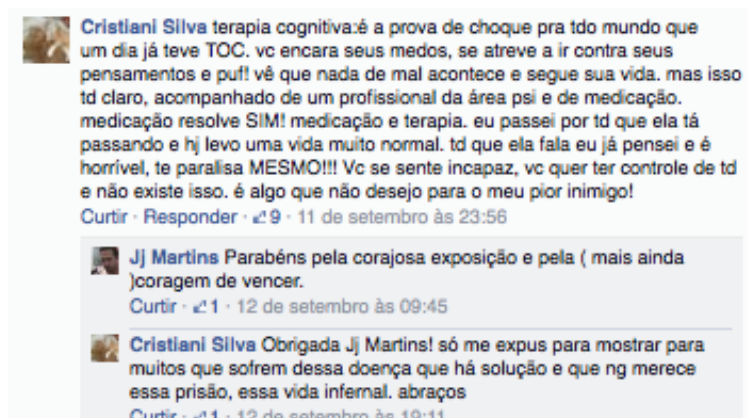 Cristiani Silva terapia cognitiva:é a prova de choque pra tdo mundo que
um dia já teve TOC. vc encara seus medos, se atreve a ir contra seus
pensamentos e puf! vê que nada de mal acontece e segue sua vida. mas isso
td claro, acompanhado de um profissional da área psi e de medicação.
medicação resolve SIM! medicação e terapia. eu passei por td que ela tá
passando e hj levo uma vida muito normal. td que ela fala eu já pensei e é
horrível, te paralisa MESMO!!! Vc se sente incapaz, vc quer ter controle de td
e não existe isso. é algo que não desejo para o meu pior inimigo!
Curtir · Responder · 9 · 11 de setembro às 23:56
Jj Martins Parabéns pela corajosa exposição e pela ( mais ainda
)coragem de vencer.
Curtir · 1 · 12 de setembro às 09:45
Cristiani Silva Obrigada Jj Martins! só me expus para mostrar para
muitos que sofrem dessa doença que há solução e que ng merece
essa prisão, essa vida infernal. abraços
Curtir · 1 · 12 de setembro às 19:11